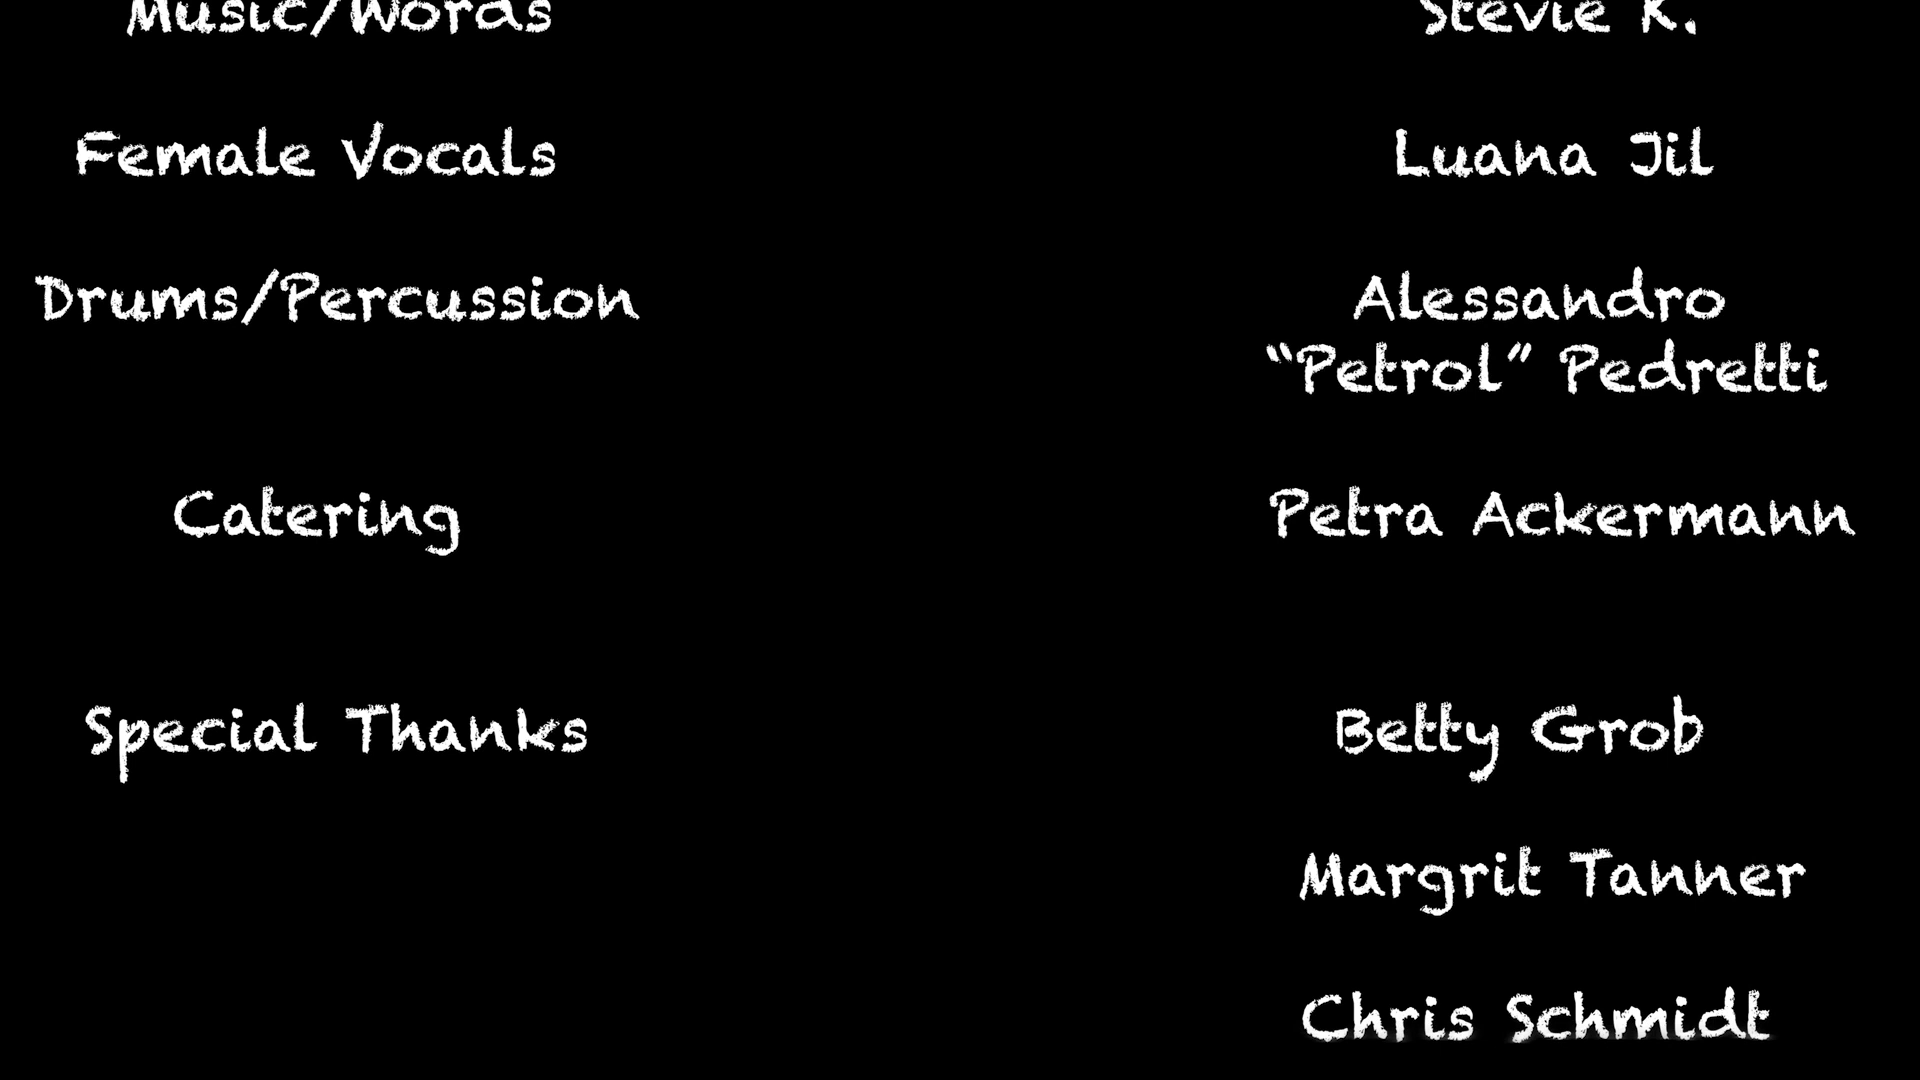 Music/Words Stevie K.
Female Vocals Luana Jil
Drums/Percussion Alessandro
“Petrol” Pedretti
Catering Petra Ackermann
Special Thanks Betty Grob
Margrit Tanner
Chris Schmidt